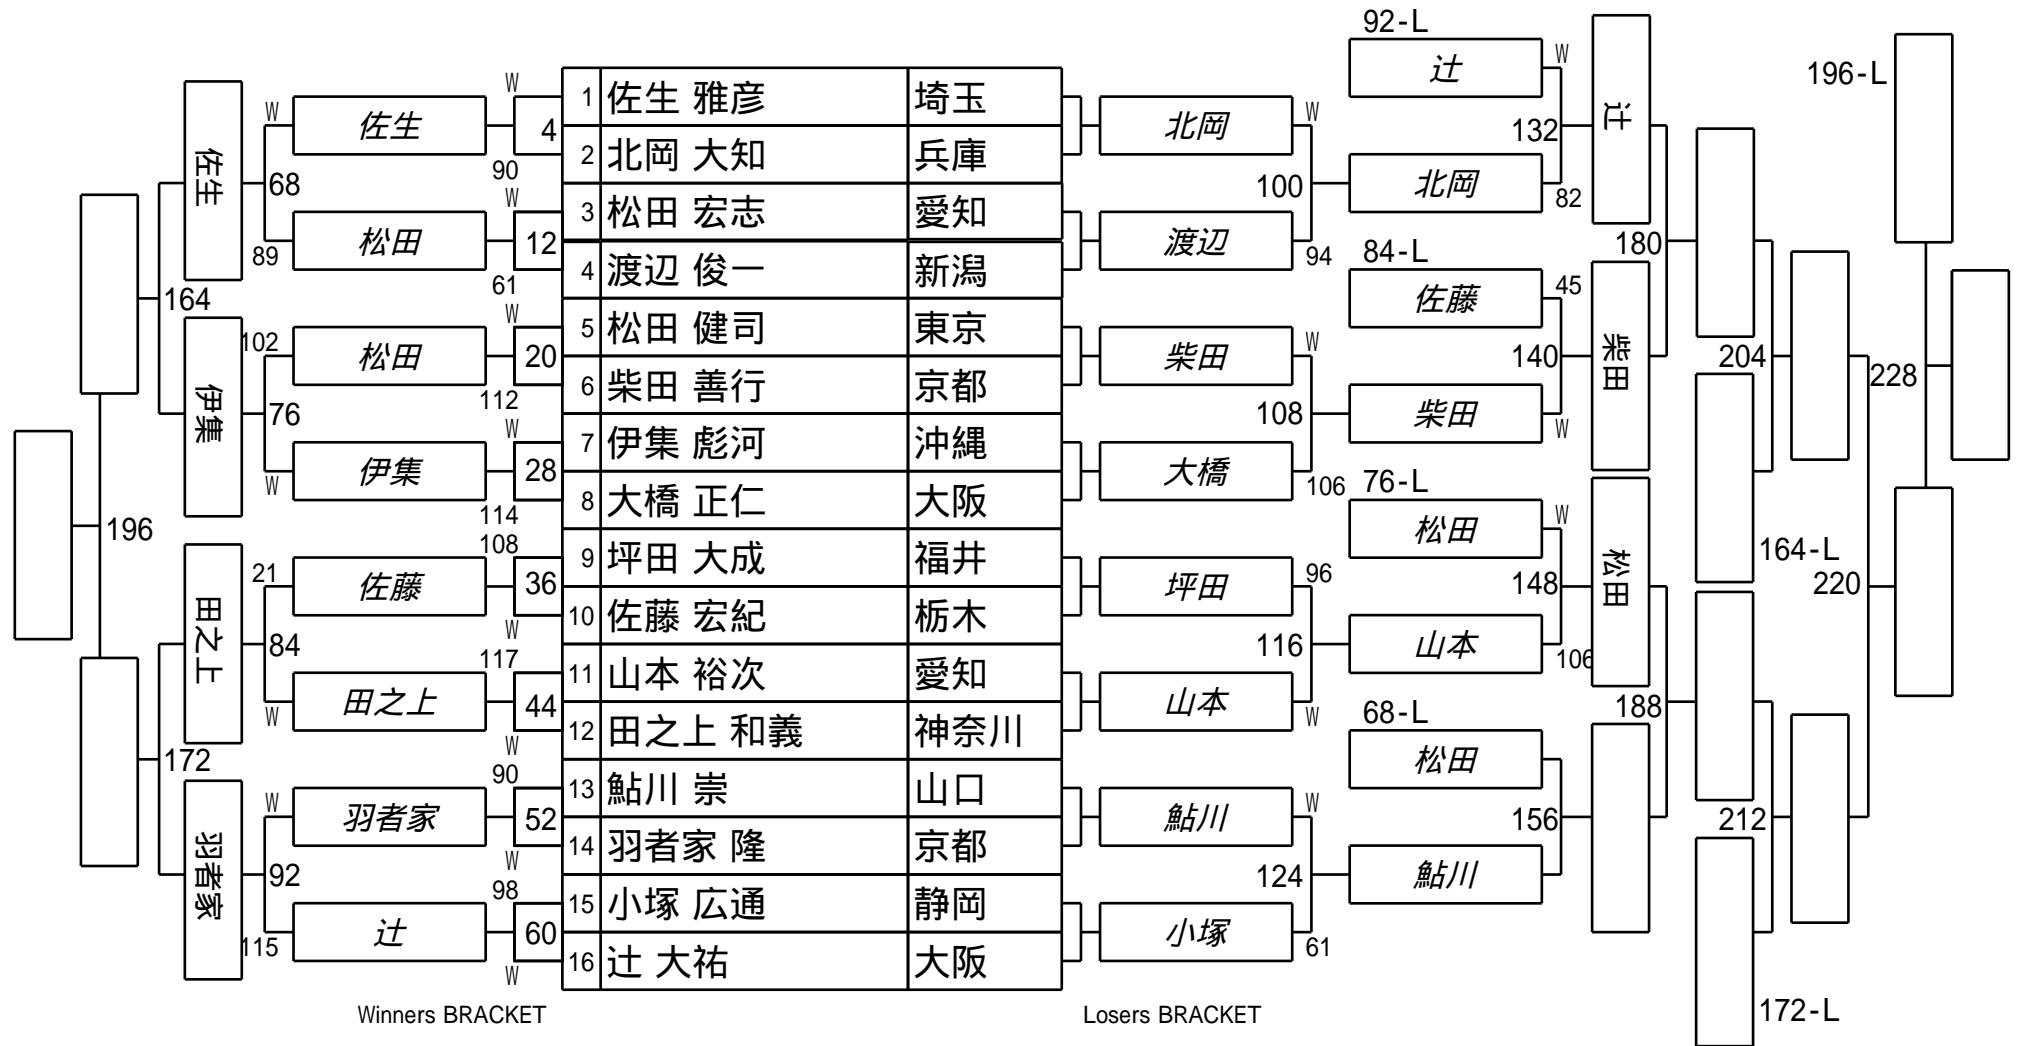 92-L
辻
W
132
北岡
82
辻
196-L
84-L
佐藤
45
140
柴田
W
柴田
180
76-L
松田
W
148
山本
106
松田
68-L
松田
156
鮎川
188
204
164-L
212
172-L
220
228
佐生
W
68
89
佐生
松田
164
伊集
102
76
W
松田
伊集
196
田之上
21
84
W
佐藤
田之上
172
羽者家
W
92
115
羽者家
辻
W
4
90
W
12
61
W
20
112
W
28
114
108
36
W
117
44
W
90
52
W
98
60
W
1 佐生 雅彦 埼玉
2 北岡 大知 兵庫
3 松田 宏志 愛知
4 渡辺 俊一 新潟
5 松田 健司 東京
6 柴田 善行 京都
7 伊集 彪河 沖縄
8 大橋 正仁 大阪
9 坪田 大成 福井
10 佐藤 宏紀 栃木
11 山本 裕次 愛知
12 田之上 和義 神奈川
13 鮎川 崇 山口
14 羽者家 隆 京都
15 小塚 広通 静岡
16 辻 大祐 大阪
北岡
W
100
渡辺
94
柴田
W
108
大橋
106
坪田
96
116
山本
W
鮎川
W
124
小塚
61
Winners BRACKET
Losers BRACKET